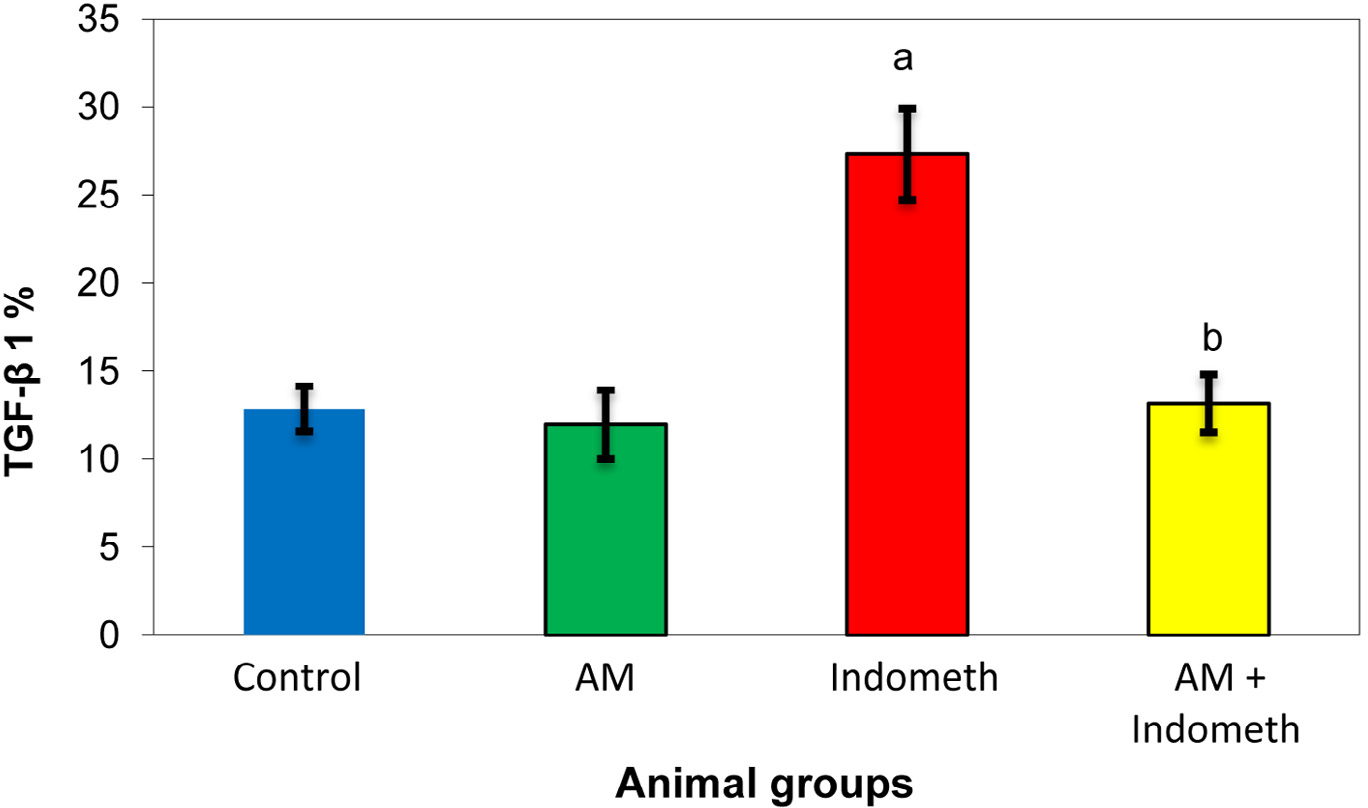 35
30
25
20
15
10
5
0
TGF-β 1 %
a
b
Control
AM
Indometh
AM +
Indometh
Animal groups